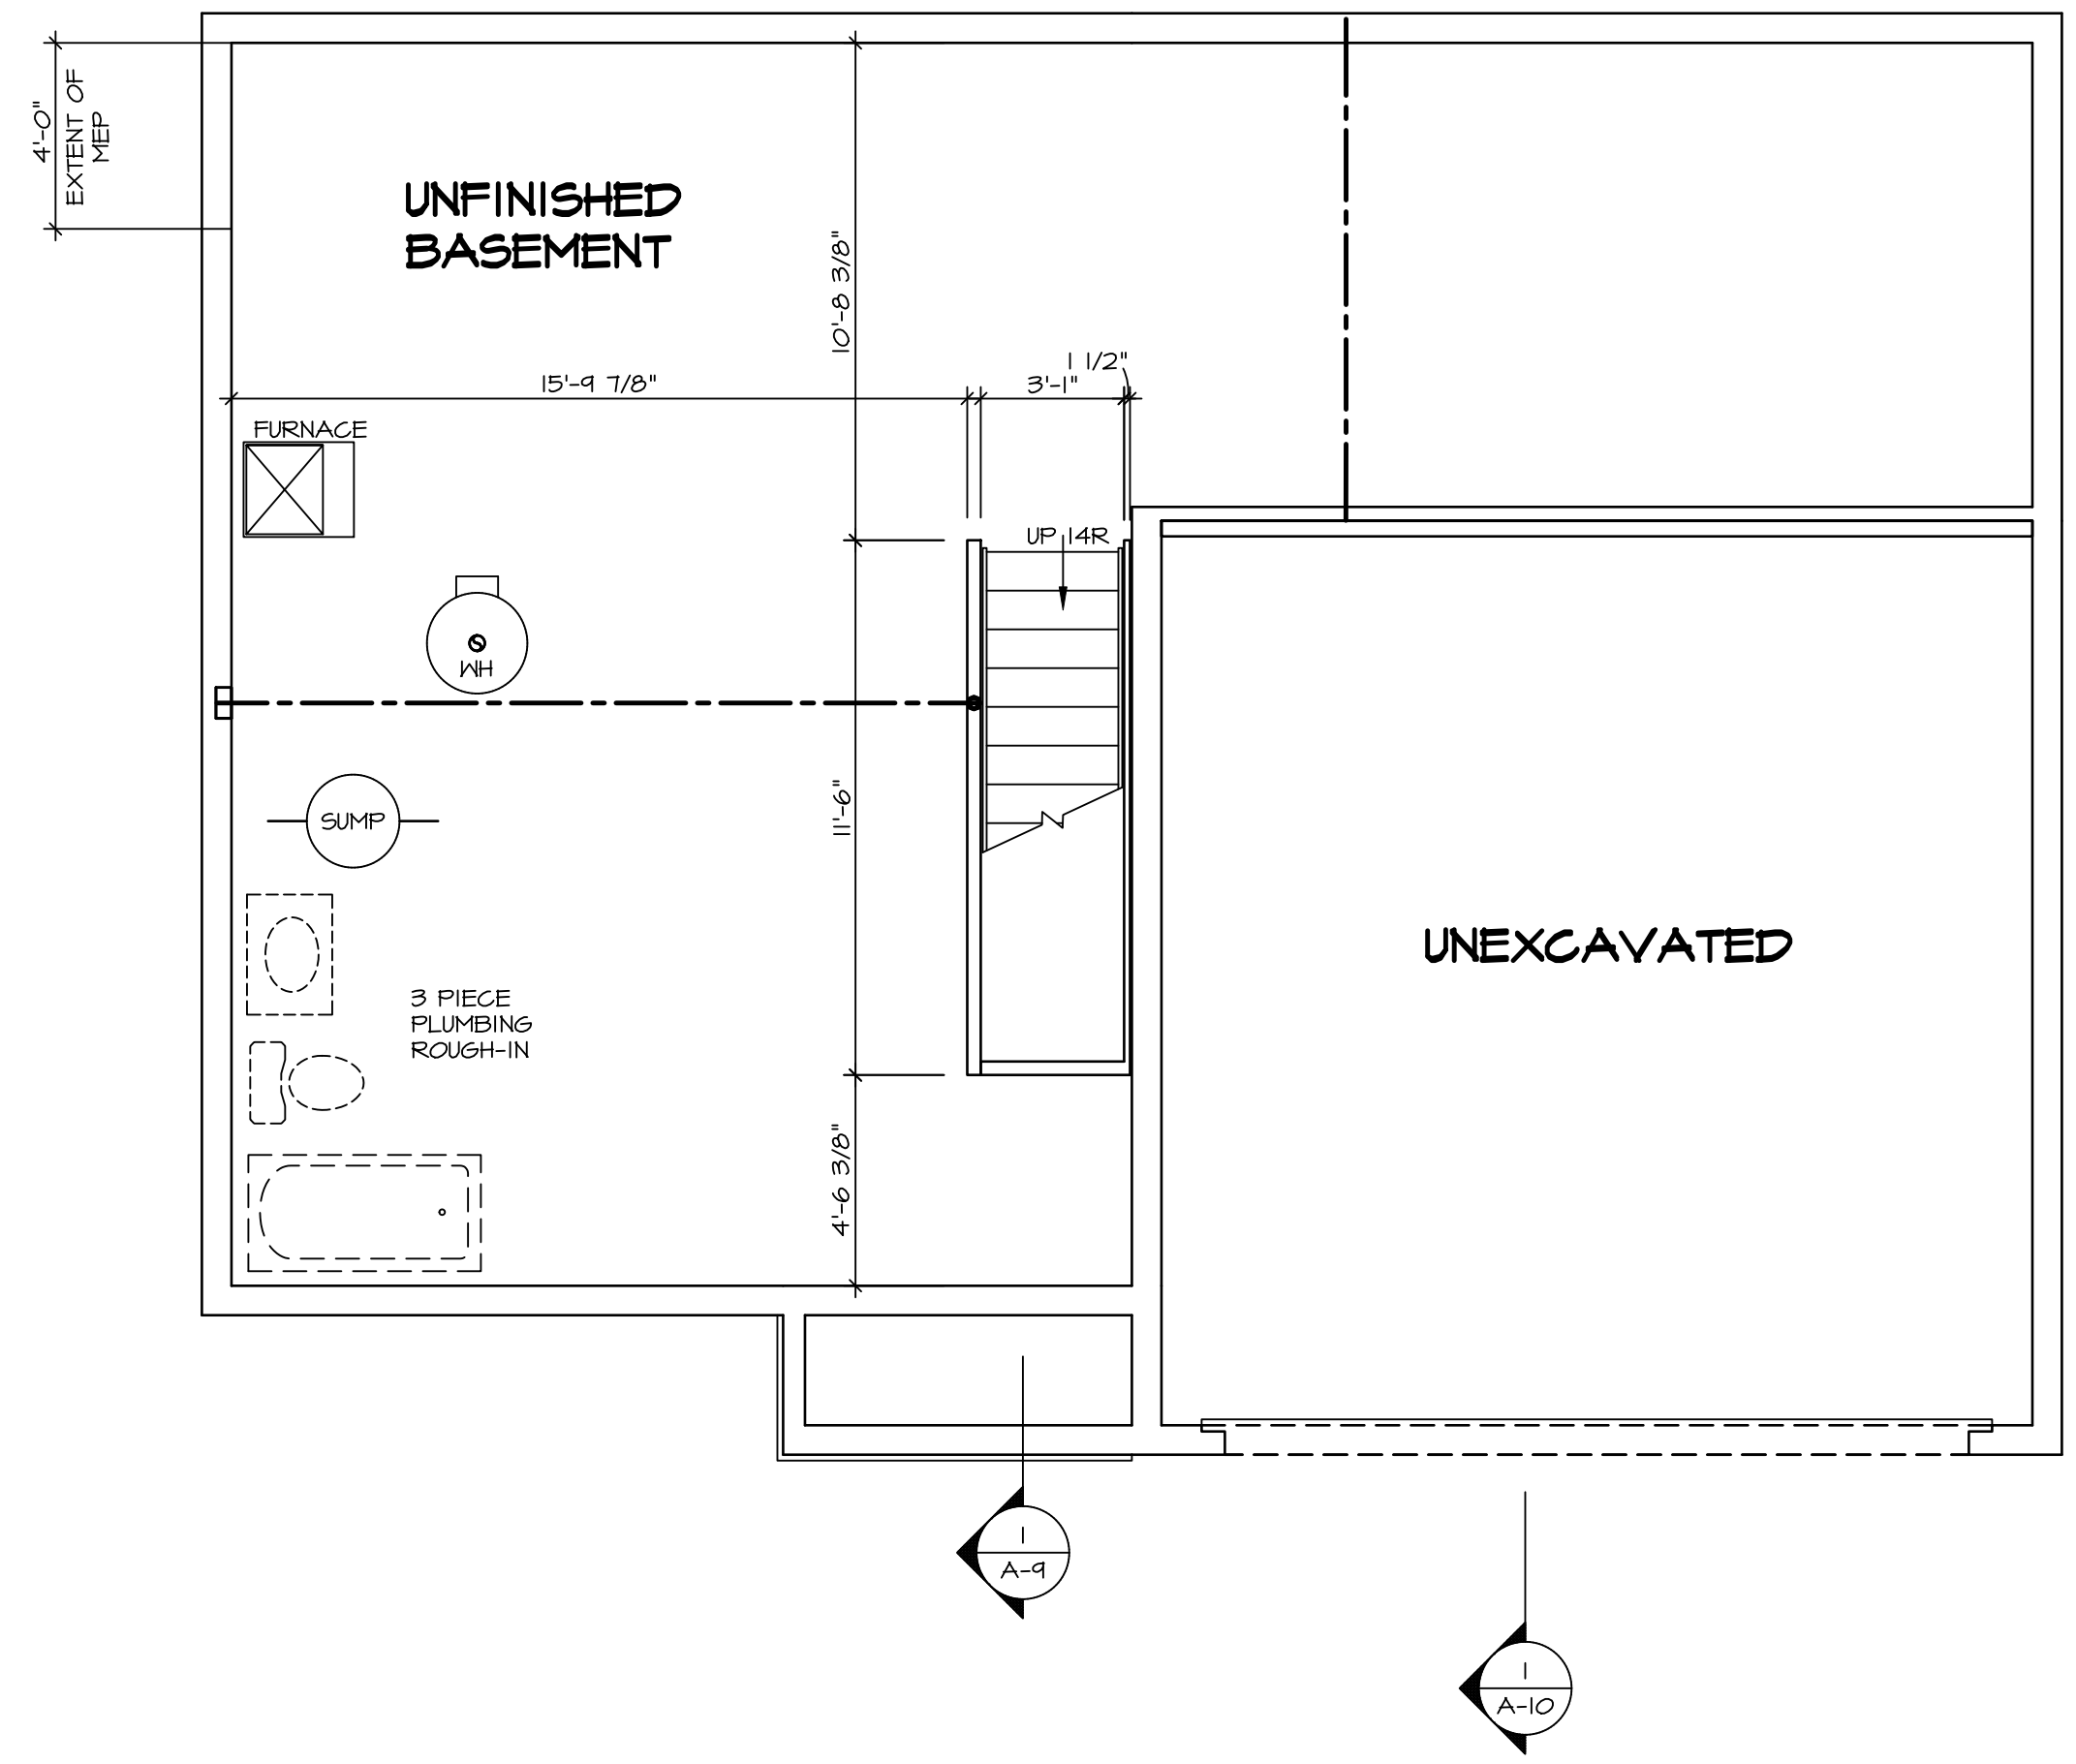 4'-0"
EXTENT OF
MEP
UNFINISHED
BASEMENT
10'-8 3/8"
1 1/2"
15'-9 7/8"
3'-1"
FURNACE
UP 14R
WH
11'-6"
SUMP
UNEXCAVATED
3 PIECE
PLUMBING
ROUGH-IN
4'-6 3/8"
1
A-9
1
A-10